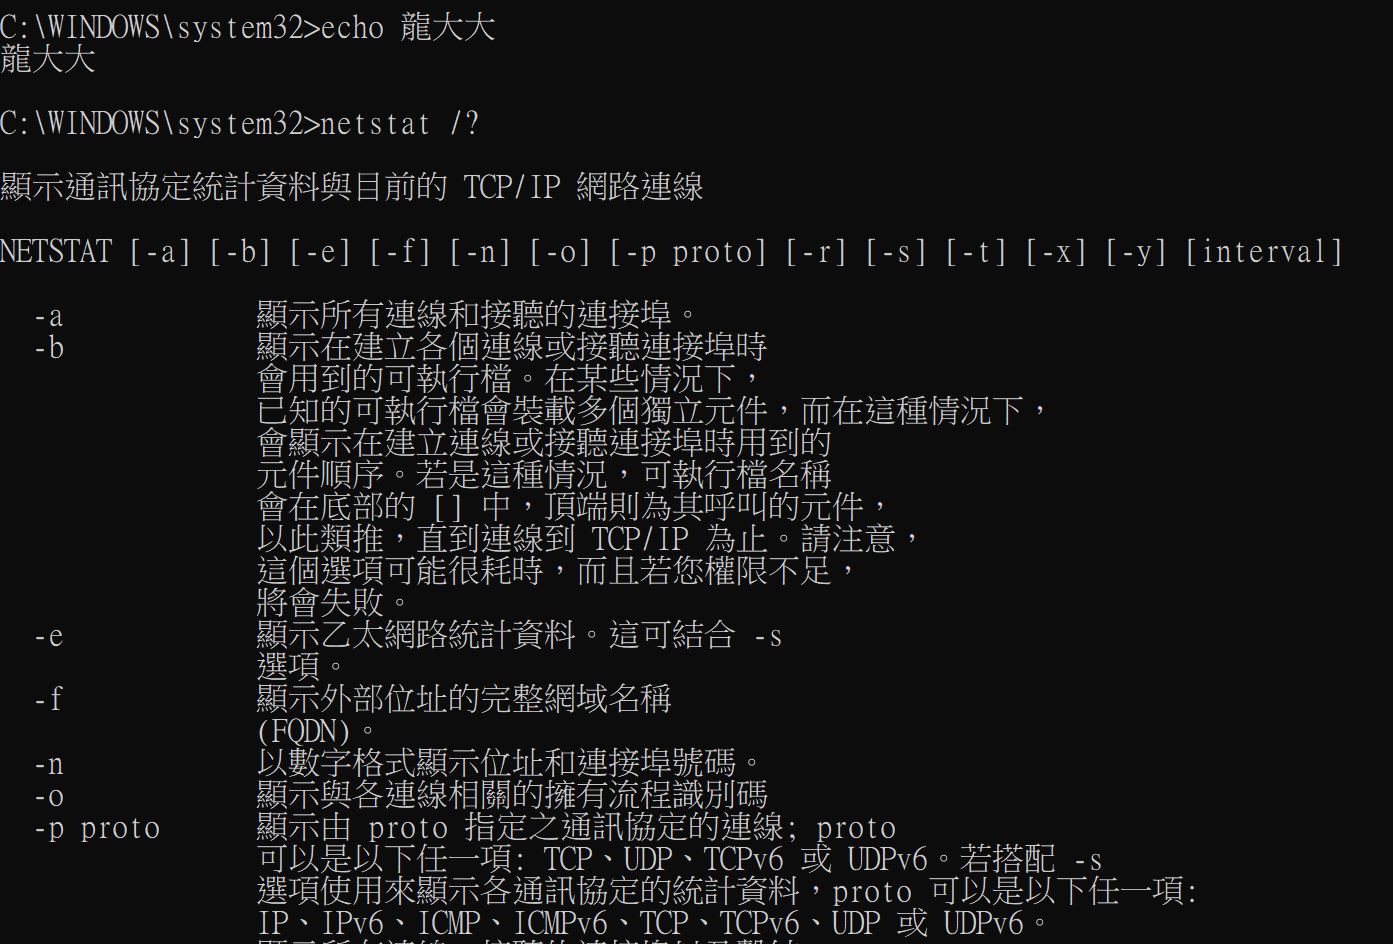 C:\WINDOWS\system32>echo 龍大大
龍大大
C:\WINDOWS\system32>netstat /?
顯示通訊協定統計資料與目前的 TCP/IP 網路連線
NETSTAT [-a] [-b] [-e] [-f] [-n] [-o] [-p proto] [-r] [-s] [-t] [-x] [-y] [interval]
-a 顯示所有連線和接聽的連接埠。
-b 顯示在建立各個連線或接聽連接埠時
會用到的可執行檔。在某些情況下，
已知的可執行檔會裝載多個獨立元件，而在這種情況下，
會顯示在建立連線或接聽連接埠時用到的
元件順序。若是這種情況，可執行檔名稱
會在底部的 [] 中，頂端則為其呼叫的元件，
以此類推，直到連線到 TCP/IP 為止。請注意，
這個選項可能很耗時，而且若您權限不足，
將會失敗。
-e 顯示乙太網路統計資料。這可結合 -s
選項。
-f 顯示外部位址的完整網域名稱
(FQDN)。
-n 以數字格式顯示位址和連接埠號碼。
-o 顯示與各連線相關的擁有流程識別碼
-p proto 顯示由 proto 指定之通訊協定的連線; proto
可以是以下任一項: TCP、UDP、TCPv6 或 UDPv6。若搭配 -s
選項使用來顯示各通訊協定的統計資料，proto 可以是以下任一項:
IP、IPv6、ICMP、ICMPv6、TCP、TCPv6、UDP 或 UDPv6。